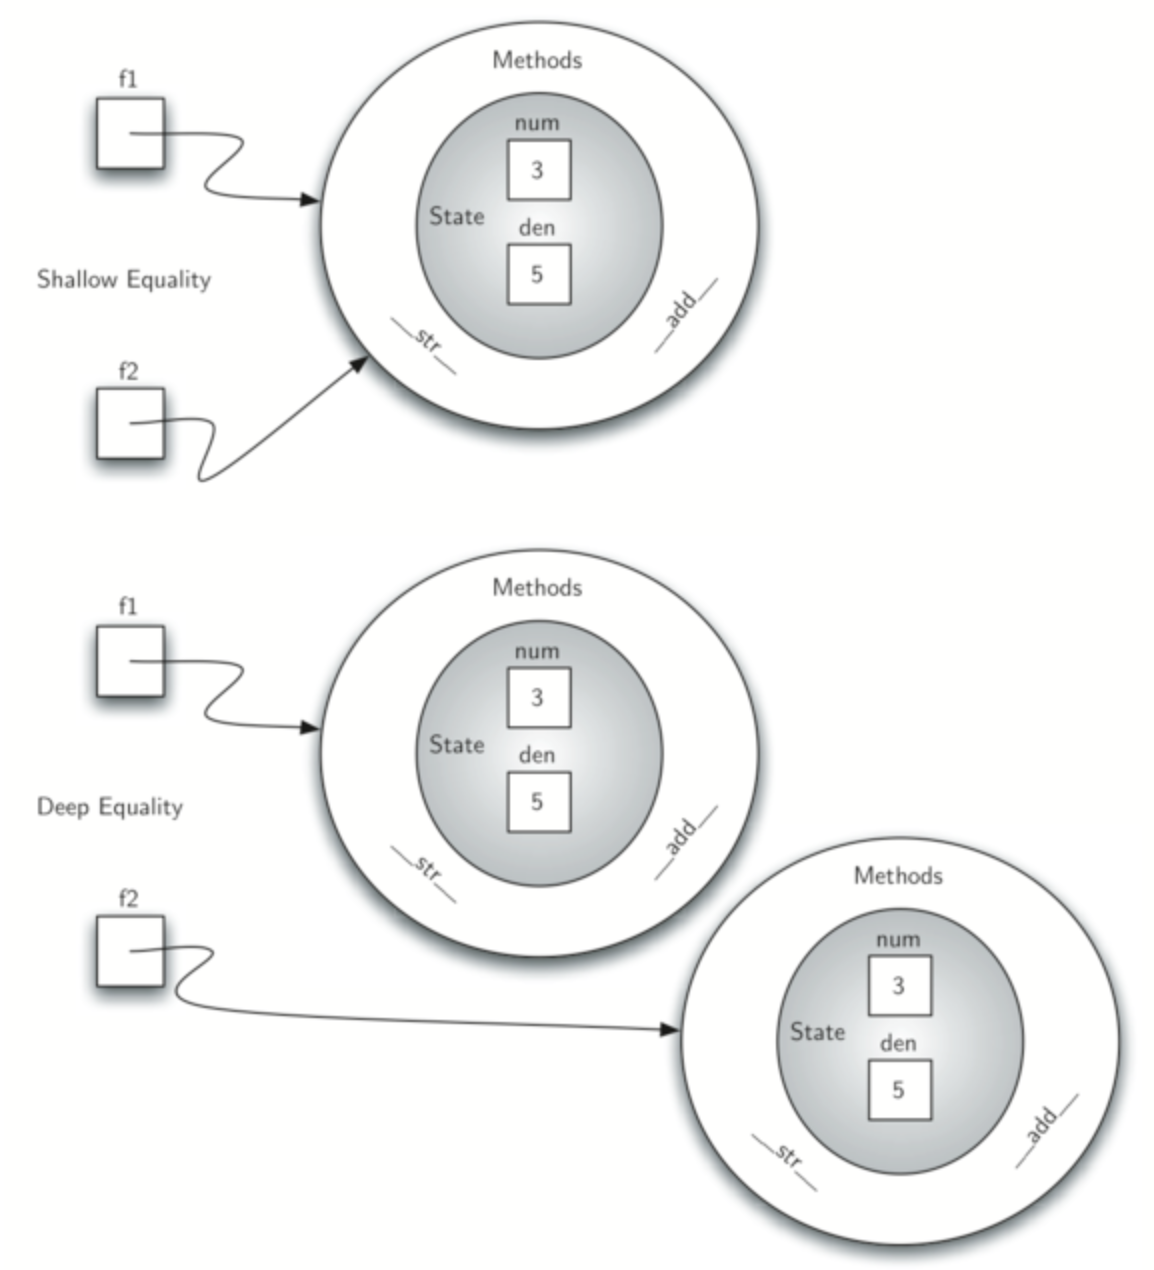 Methods
f1
num
3
State
den
5
Shallow Equality
__add__
__str__
f2
Methods
f1
num
3
State
den
5
Deep Equality
__add__
__str__
f2
Methods
num
3
State
den
5
__add__
__str__